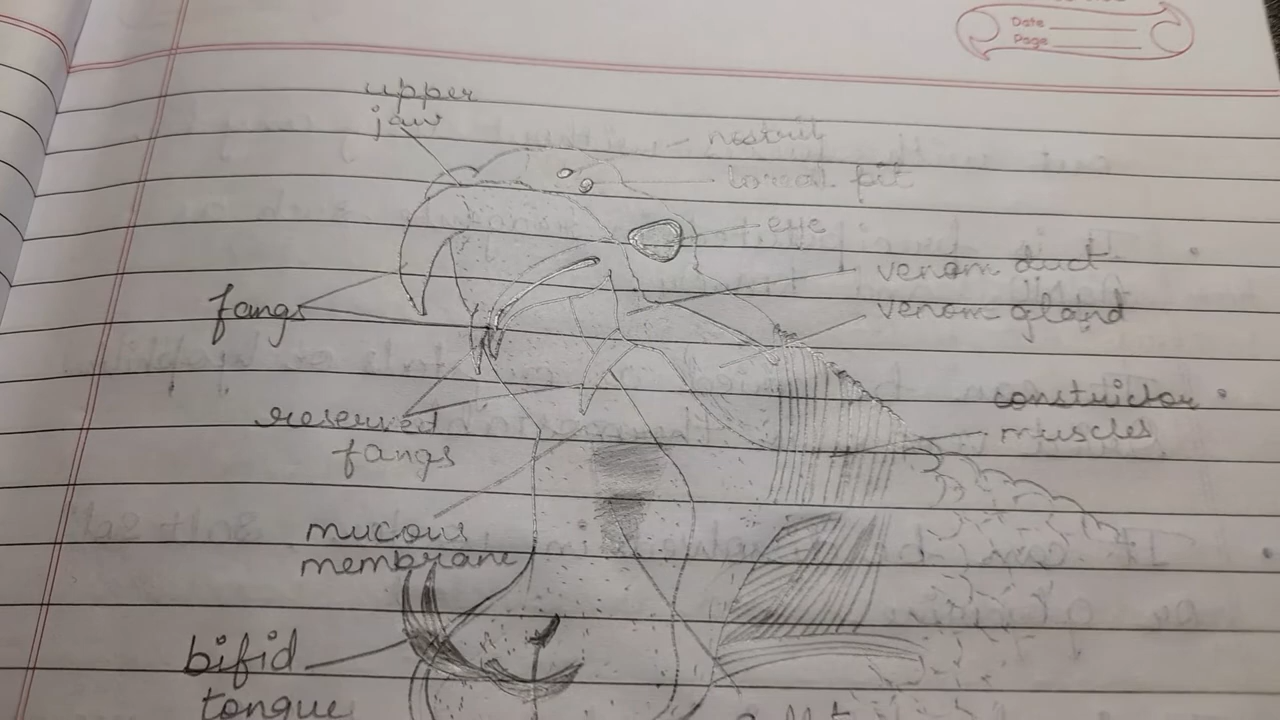 Date
Page
upper
jaw
nostril
loreal pit
eye
venom duct
venom gland
fangs
constrictor
muscles
reserved
fangs
mucous
membrane
bifid
tongue